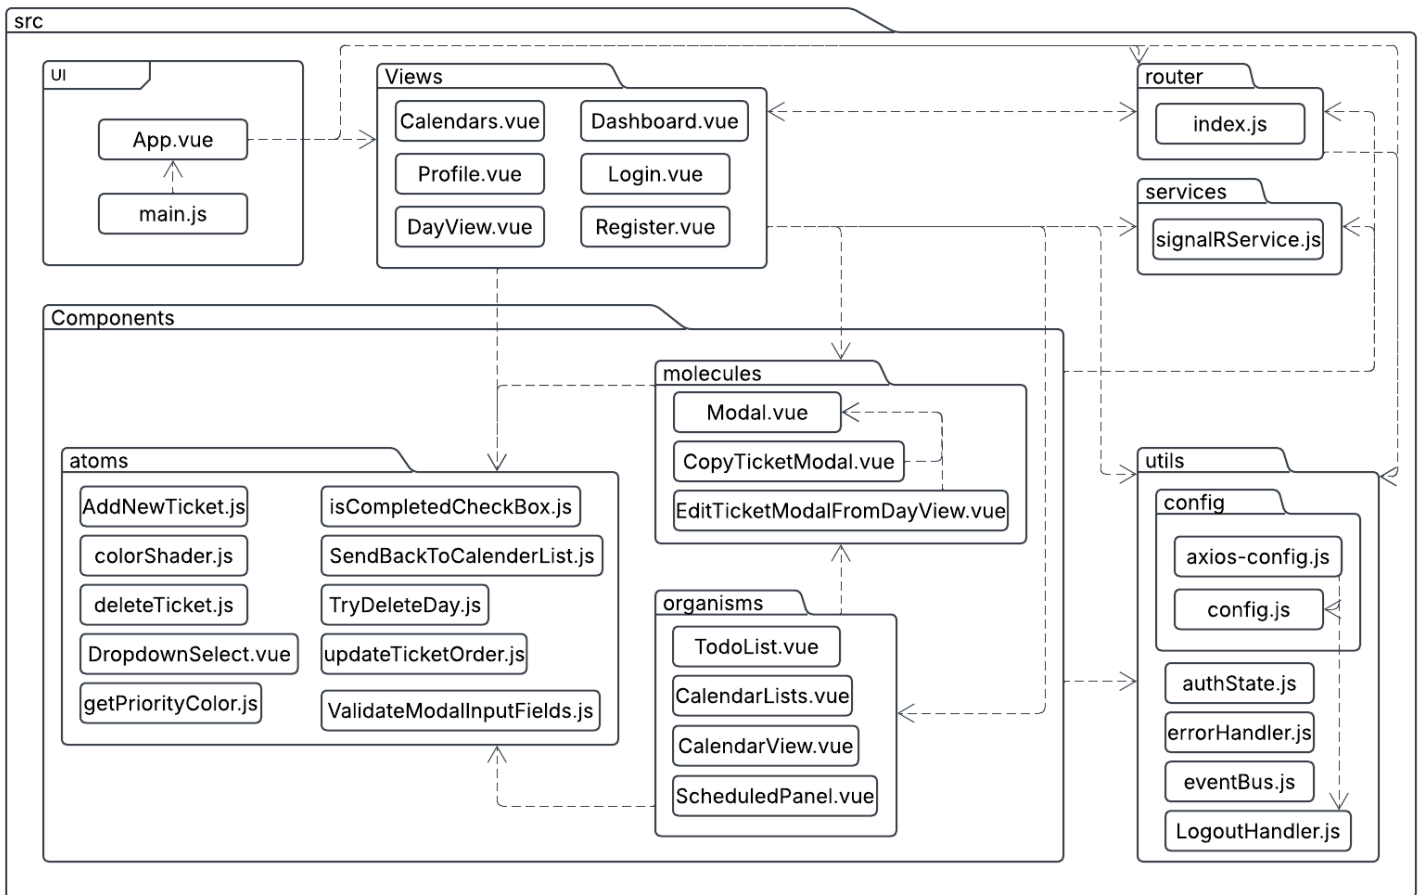 src
UI
App.vue
main.js
Views
Calendars.vue
Dashboard.vue
Profile.vue
Login.vue
DayView.vue
Register.vue
router
index.js
services
signalRService.js
Components
molecules
Modal.vue
CopyTicketModal.vue
EditTicketModalFromDayView.vue
atoms
AddNewTicket.js
isCompletedCheckBox.js
colorShader.js
SendBackToCalenderList.js
deleteTicket.js
TryDeleteDay.js
DropdownSelect.vue
updateTicketOrder.js
getPriorityColor.js
ValidateModalInputFields.js
organisms
TodoList.vue
CalendarLists.vue
CalendarView.vue
ScheduledPanel.vue
utils
config
axios-config.js
config.js
authState.js
errorHandler.js
eventBus.js
LogoutHandler.js